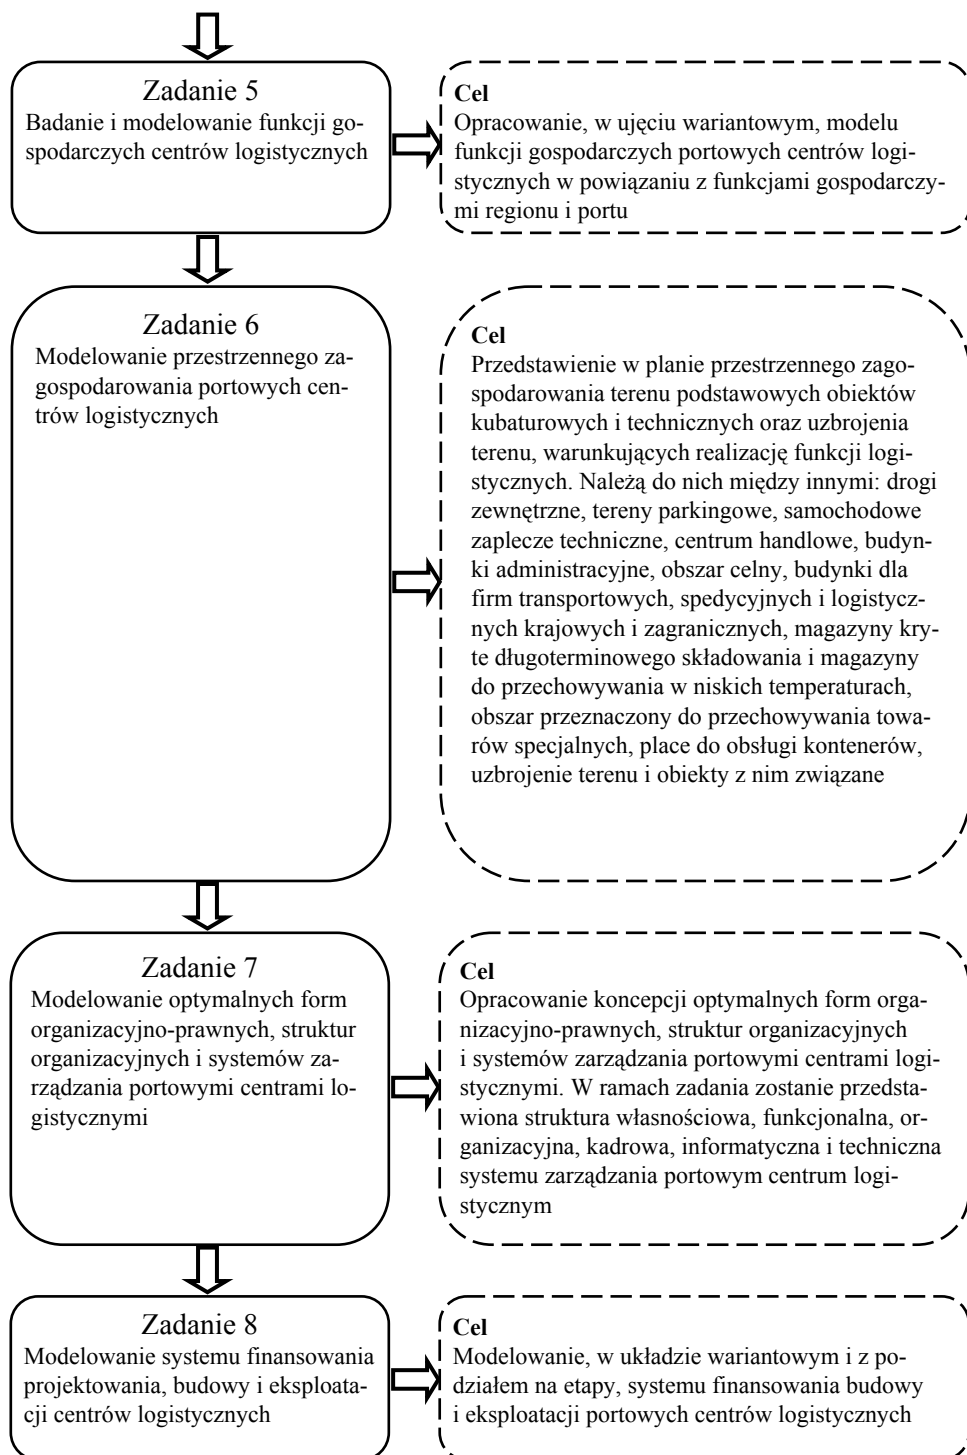 Zadanie 5
Badanie i modelowanie funkcji go-
spodarczych centrów logistycznych
Cel
Opracowanie, w ujęciu wariantowym, modelu
funkcji gospodarczych portowych centrów logi-
stycznych w powiązaniu z funkcjami gospodarczy-
mi regionu i portu
Zadanie 6
Modelowanie przestrzennego za-
gospodarowania portowych cen-
trów logistycznych
Cel
Przedstawienie w planie przestrzennego zago-
spodarowania terenu podstawowych obiektów
kubaturowych i technicznych oraz uzbrojenia
terenu, warunkujących realizację funkcji logi-
stycznych. Należą do nich między innymi: drogi
zewnętrzne, tereny parkingowe, samochodowe
zaplecze techniczne, centrum handlowe, budyn-
ki administracyjne, obszar celny, budynki dla
firm transportowych, spedycyjnych i logistycz-
nych krajowych i zagranicznych, magazyny kry-
te długoterminowego składowania i magazyny
do przechowywania w niskich temperaturach,
obszar przeznaczony do przechowywania towa-
rów specjalnych, place do obsługi kontenerów,
uzbrojenie terenu i obiekty z nim związane
Zadanie 7
Modelowanie optymalnych form
organizacyjno-prawnych, struktur
organizacyjnych i systemów za-
rządzania portowymi centrami lo-
gistycznymi
Cel
Opracowanie koncepcji optymalnych form orga-
nizacyjno-prawnych, struktur organizacyjnych
i systemów zarządzania portowymi centrami logi-
stycznymi. W ramach zadania zostanie przedsta-
wiona struktura własnościowa, funkcjonalna, or-
ganizacyjna, kadrowa, informatyczna i techniczna
systemu zarządzania portowym centrum logi-
stycznym
Zadanie 8
Modelowanie systemu finansowania
projektowania, budowy i eksploata-
cji centrów logistycznych
Cel
Modelowanie, w układzie wariantowym i z po-
działem na etapy, systemu finansowania budowy
i eksploatacji portowych centrów logistycznych